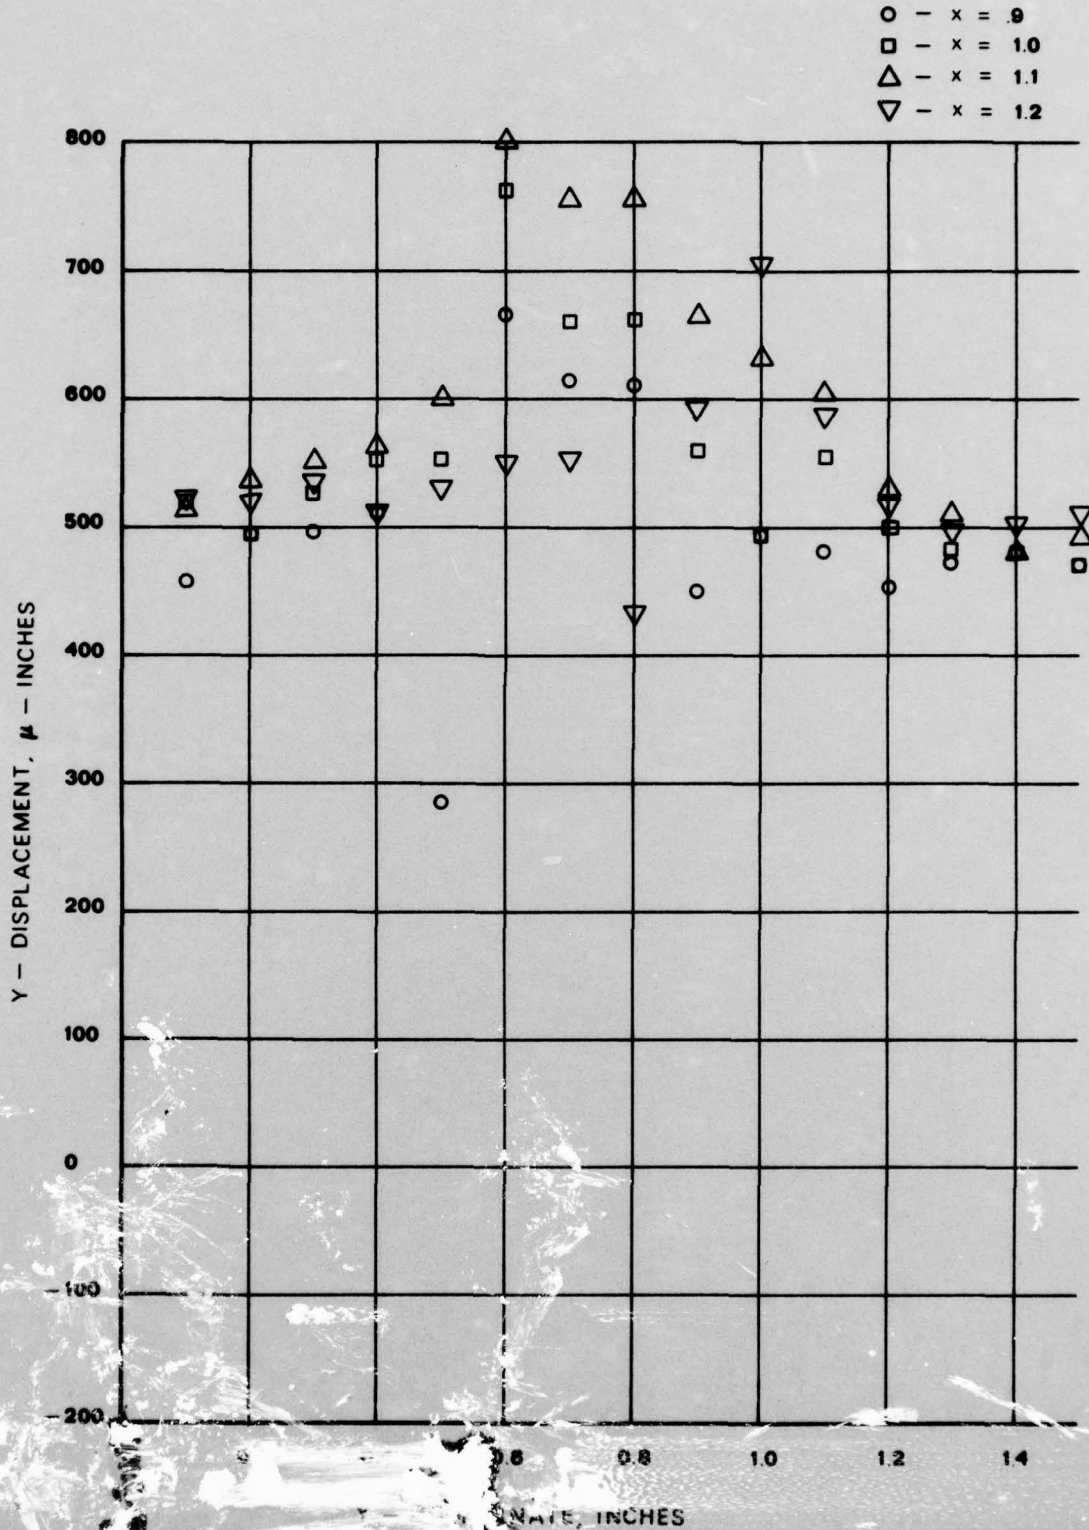 ○ – x = .9
□ – x = 1.0
△ – x = 1.1
▽ – x = 1.2
800
700
600
500
400
300
200
100
0
-100
-200
Y – DISPLACEMENT, μ – INCHES
0.6 0.8 1.0 1.2 1.4
INCHES